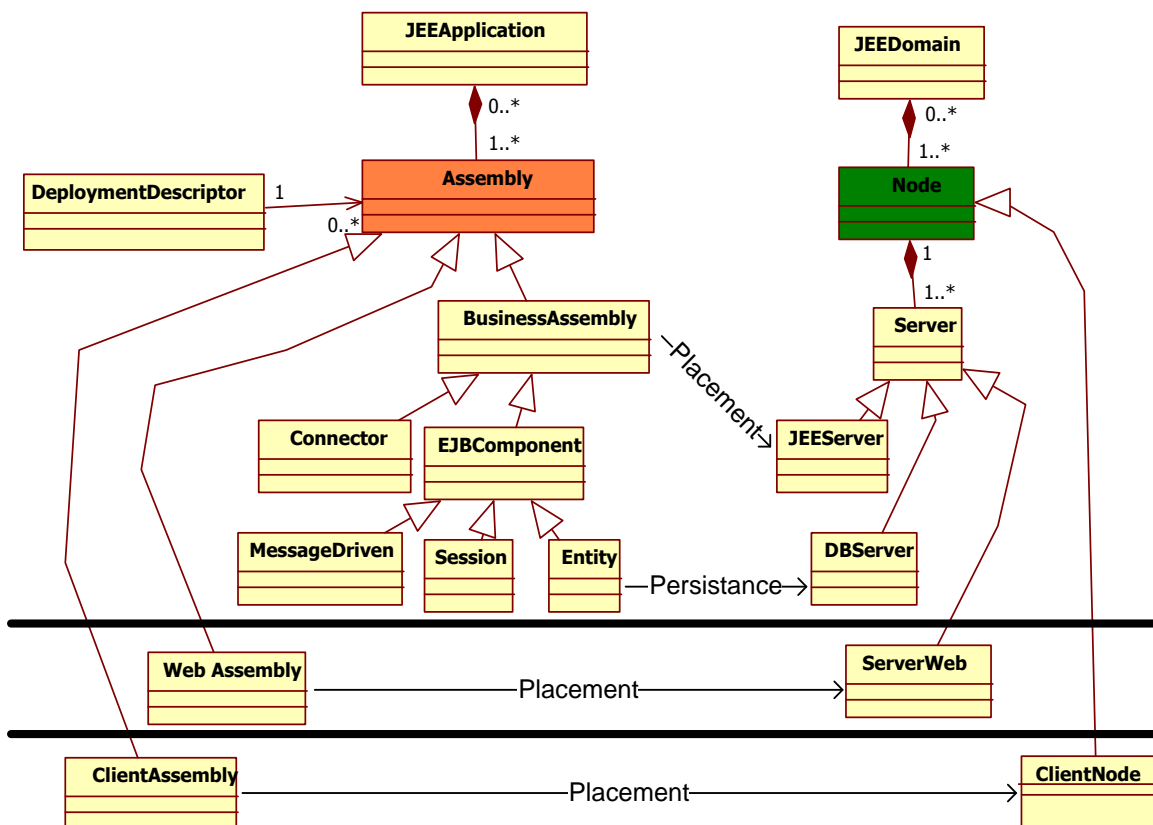 JEEApplication
JEEDomain
0..*
0..*
1..*
1..*
Assembly
Node
DeploymentDescriptor
1
0..*
1
1..*
BusinessAssembly
Server
Placement
Connector
EJBComponent
JEEServer
MessageDriven
Session
Entity
Persistance
DBServer
Web Assembly
Placement
ServerWeb
ClientAssembly
Placement
ClientNode